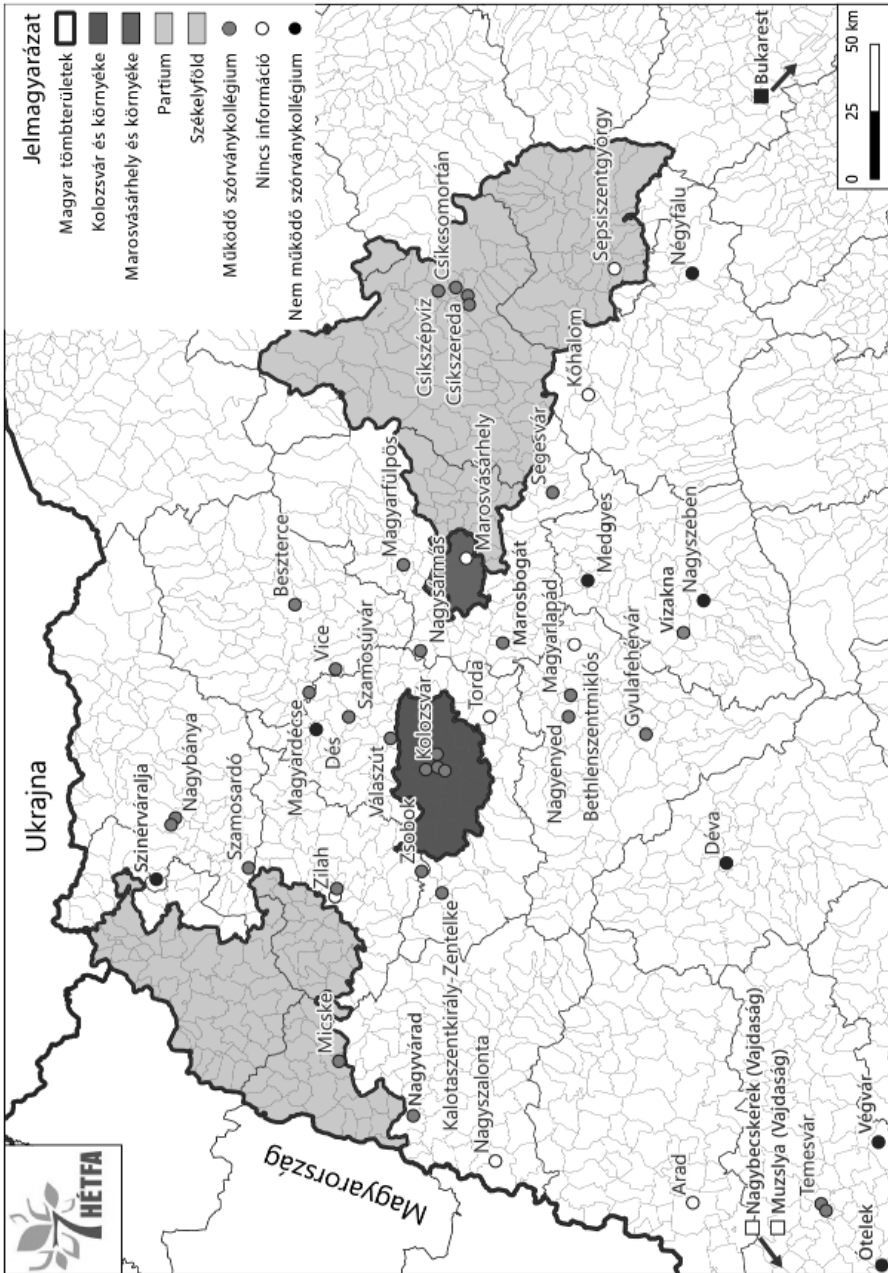 HÉTFA
Ukrajna
Magyarország
Jelmagyarázat
Magyar tömbterületek
Kolozsvár és környéke
Marosvásárhely és környéke
Partium
Székelyföld
Működő szórványkollégium
Nincs információ
Nem működő szórványkollégium
Szinérváralja
Nagybánya
Szamosardó
Zilah
Micske
Nagyvárad
Nagyszalonta
Kalotaszentkirály-Zentelke
Zsobok
Kolozsvár
Válaszút
Magyardécse
Dés
Szamosújvár
Vice
Beszterce
Magyarfülpös
Nagysármás
Marosvásárhely
Torda
Marosbogát
Magyarlapád
Nagyenyed
Bethlenszentmiklós
Gyulafehérvár
Vízakna
Nagyszeben
Medgyes
Segesvár
Kőhalom
Csíkszépvíz
Csíkszereda
Csíkcsomortán
Sepsiszentgyörgy
Négyfalu
Bukarest
Déva
Arad
Nagybecskerek (Vajdaság)
Muzslya (Vajdaság)
Temesvár
Végvár
Ótelek
0 25 50 km